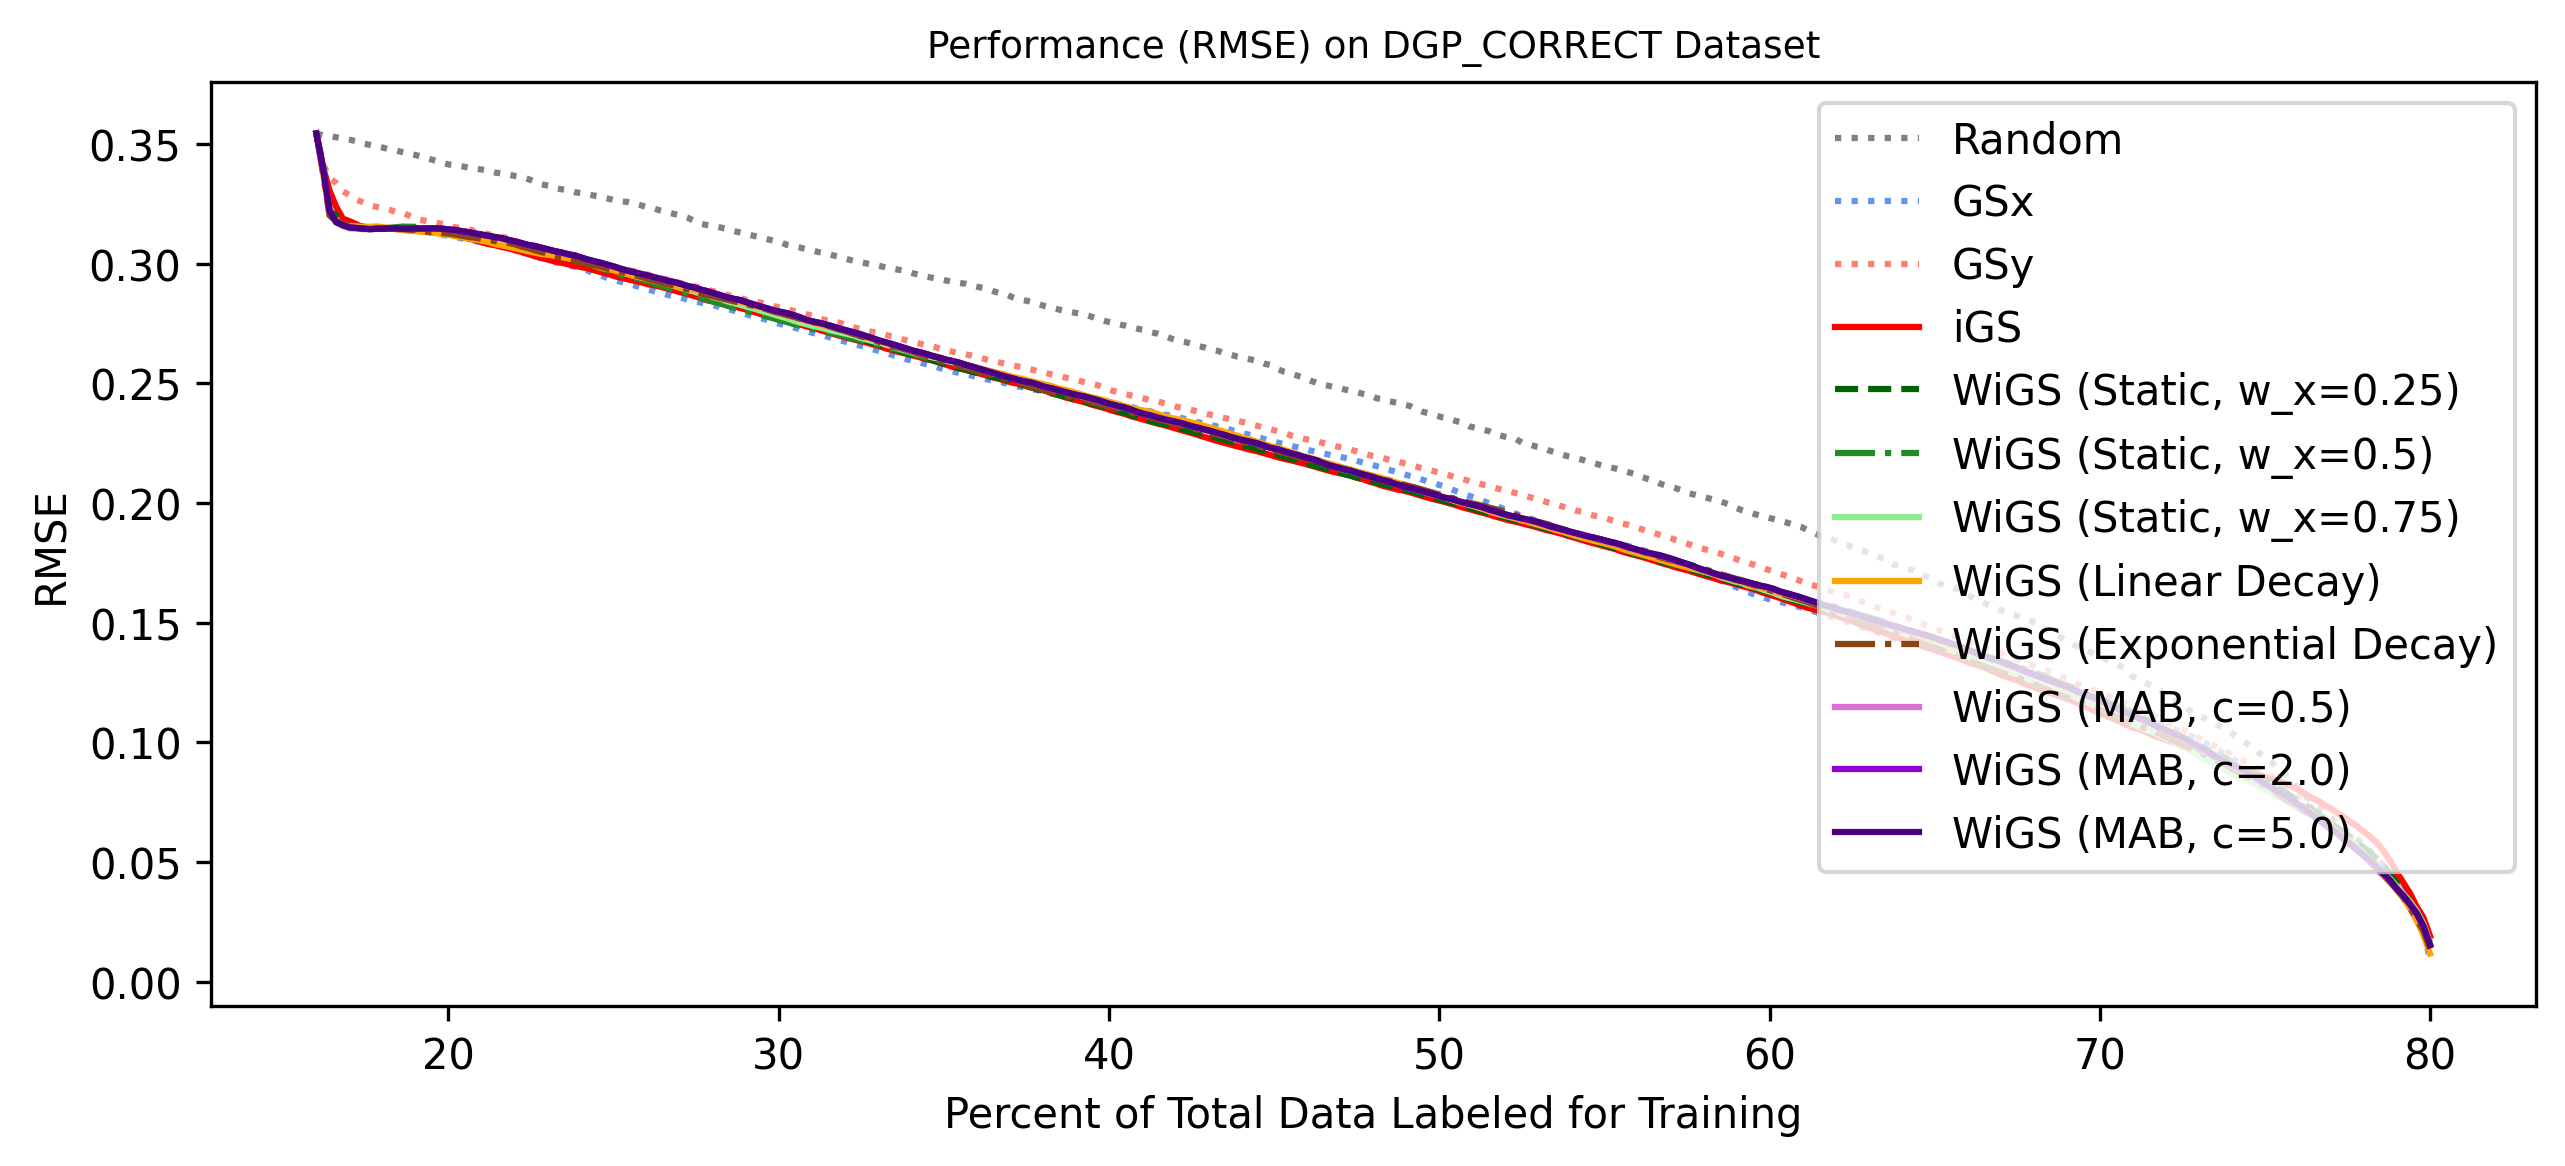 Performance (RMSE) on DGP_CORRECT Dataset
RMSE
0.35
0.30
0.25
0.20
0.15
0.10
0.05
0.00
20
30
40
50
60
70
80
Percent of Total Data Labeled for Training
Random
GSx
GSy
iGS
WiGS (Static, w_x=0.25)
WiGS (Static, w_x=0.5)
WiGS (Static, w_x=0.75)
WiGS (Linear Decay)
WiGS (Exponential Decay)
WiGS (MAB, c=0.5)
WiGS (MAB, c=2.0)
WiGS (MAB, c=5.0)